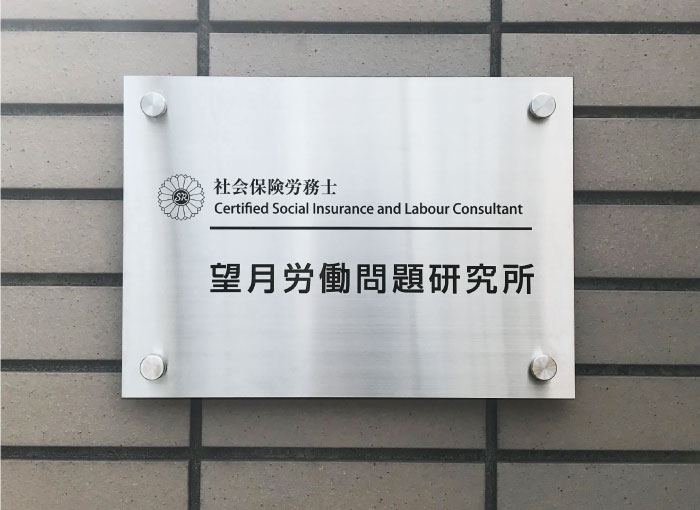 社会保険労務士
SR
Certified Social Insurance and Labour Consultant
望月労働問題研究所